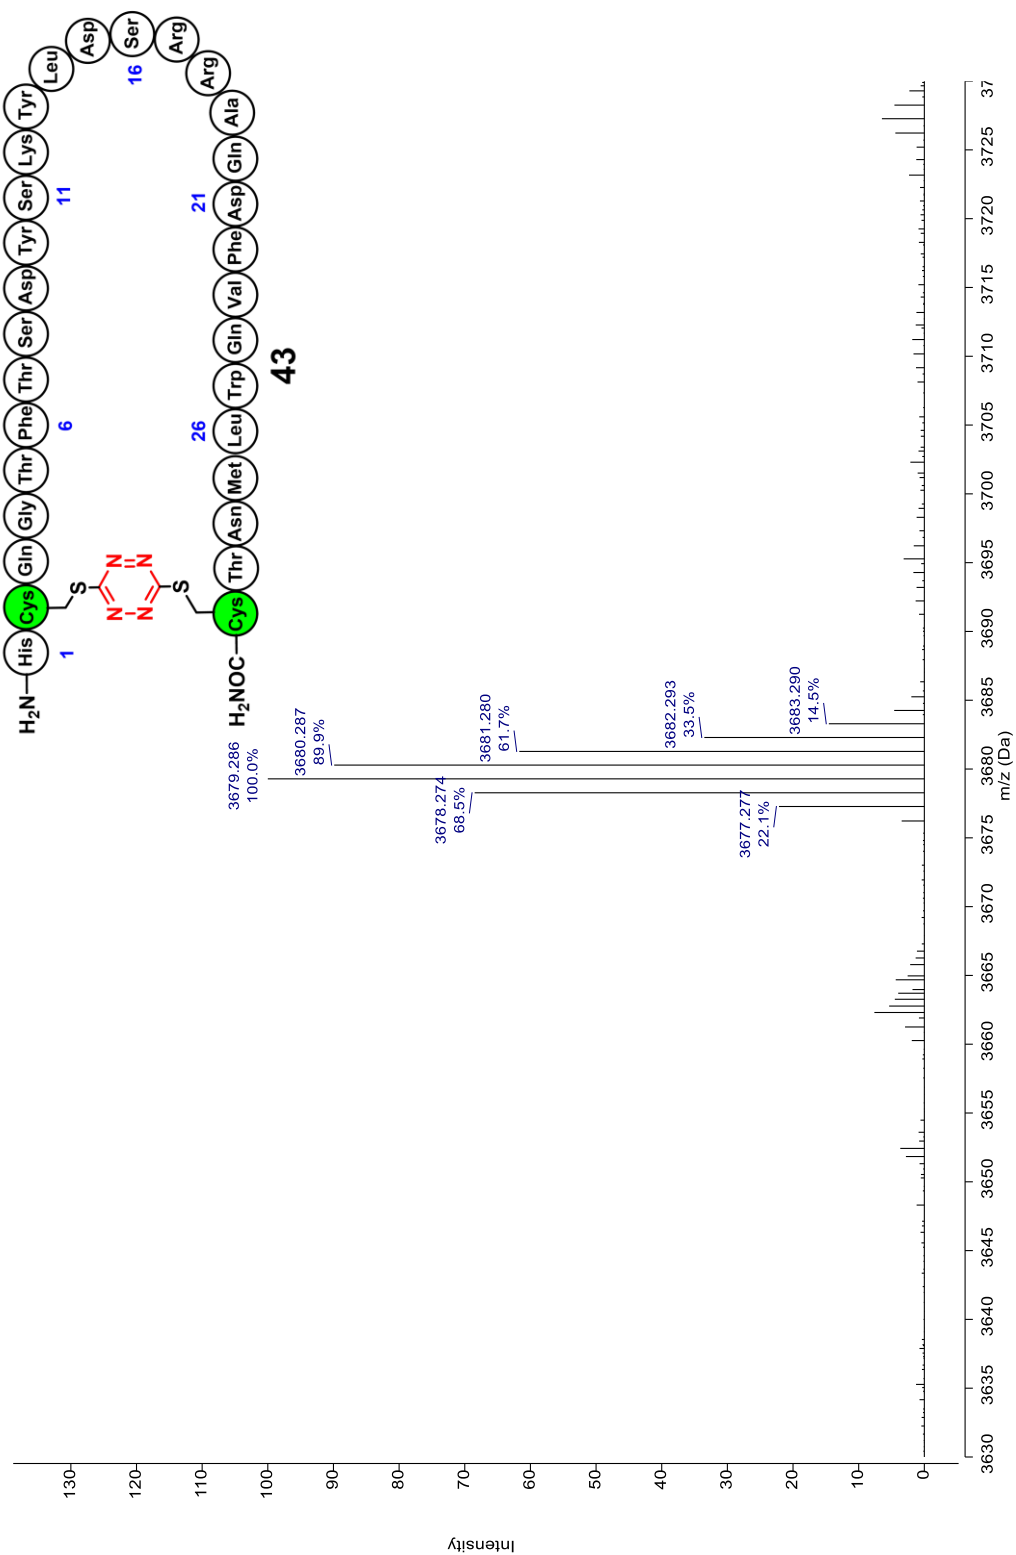 H₂N
His
Cys
Gln
Gly
Thr
Phe
Thr
Ser
Asp
Tyr
Ser
Lys
Tyr
Leu
Asp
Ser
Arg
Arg
Ala
Gln
Asp
Phe
Val
Gln
Trp
Leu
Met
Asn
Thr
Cys
H₂NOC
1
6
11
16
21
26
S
N
N
N
N
S
43
3677.277
22.1%
3678.274
68.5%
3679.286
100.0%
3680.287
89.9%
3681.280
61.7%
3682.293
33.5%
3683.290
14.5%
Intensity
130
120
110
100
90
80
70
60
50
40
30
20
10
0
3630
3635
3640
3645
3650
3655
3660
3665
3670
3675
3680
3685
3690
3695
3700
3705
3710
3715
3720
3725
37
m/z (Da)